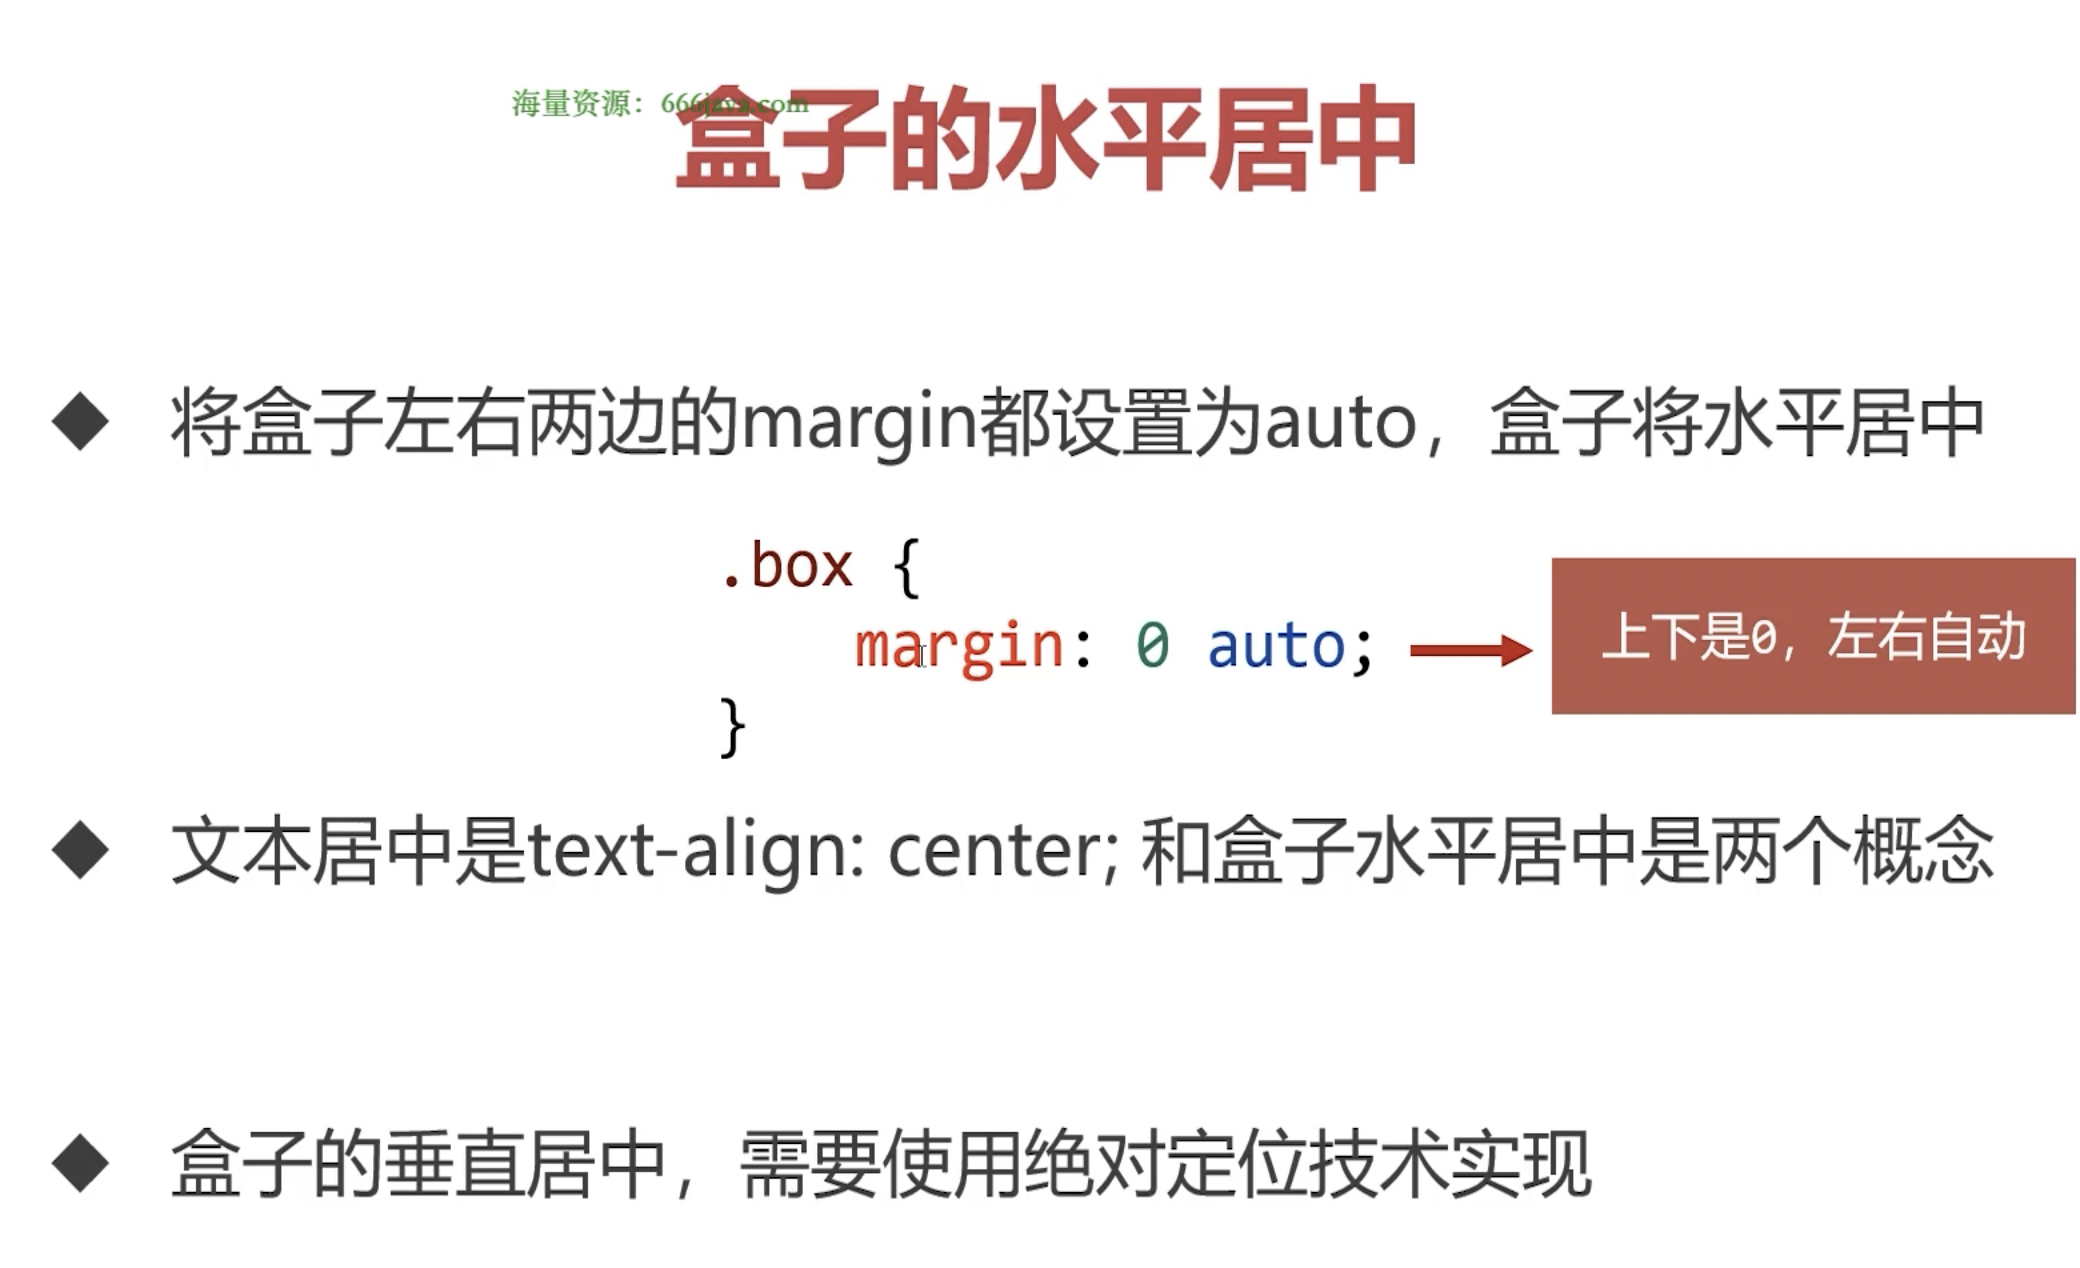 海量资源：666java.com
盒子的水平居中
将盒子左右两边的margin都设置为auto，盒子将水平居中
.box {
margin: 0 auto;
上下是0，左右自动
}
文本居中是text-align: center; 和盒子水平居中是两个概念
盒子的垂直居中，需要使用绝对定位技术实现